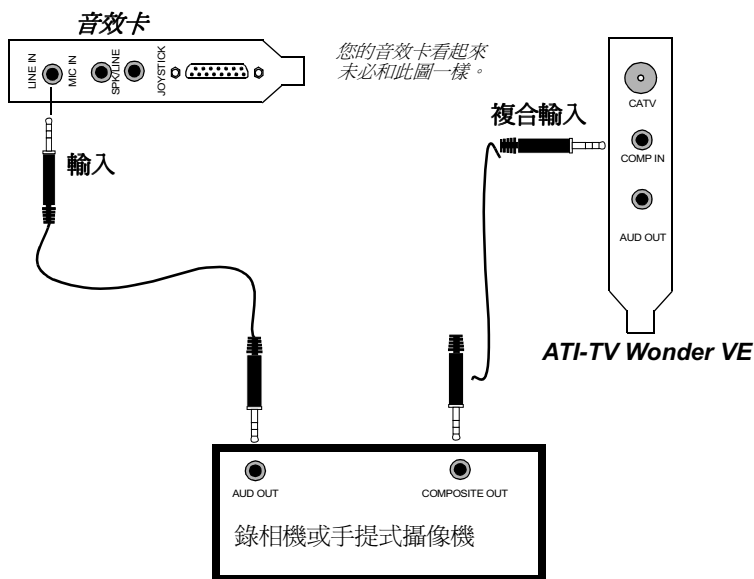 音效卡
LINE IN
MIC IN
SPK/LINE
JOYSTICK
您的音效卡看起來
未必和此圖一樣。
輸入
複合輸入
CATV
COMP IN
AUD OUT
ATI-TV Wonder VE
AUD OUT
COMPOSITE OUT
錄相機或手提式攝像機